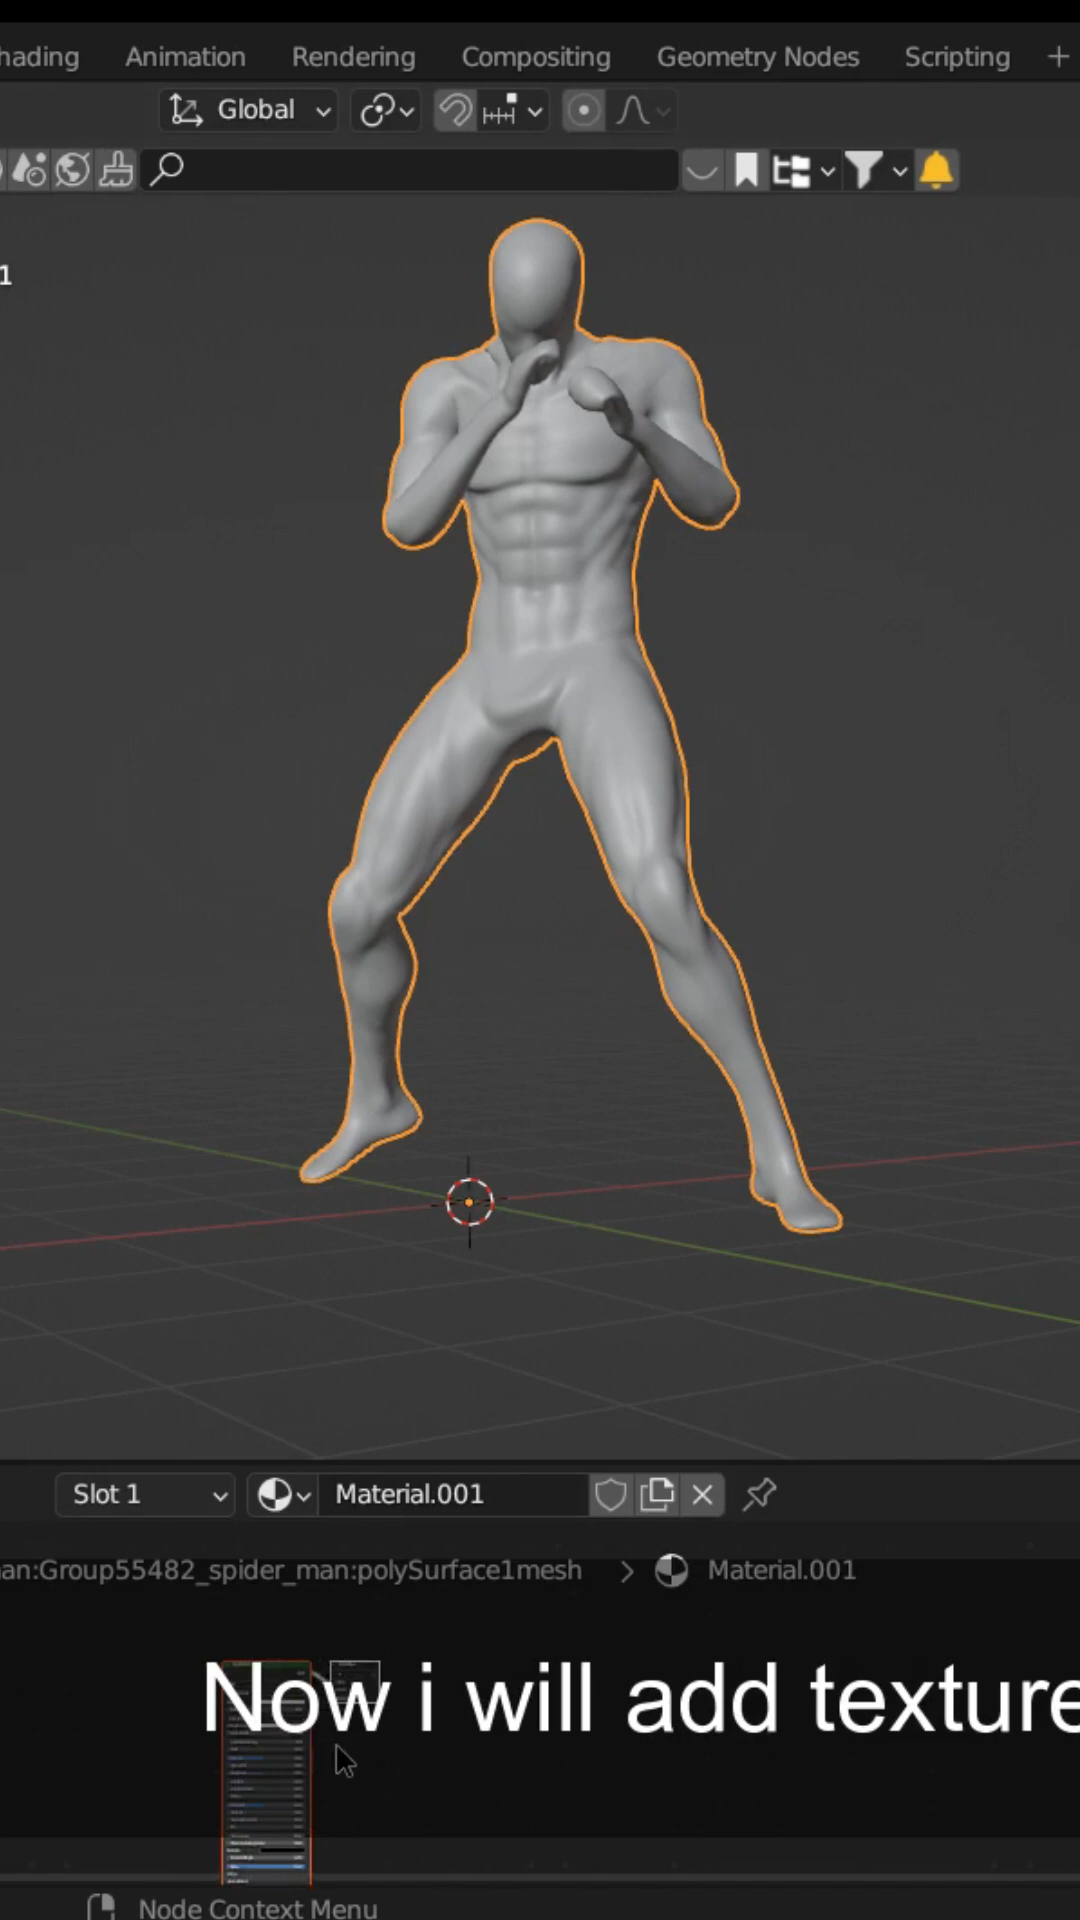 hading Animation Rendering Compositing Geometry Nodes Scripting +
Global
1
Slot 1 Material.001
an:Group55482_spider_man:polySurface1mesh > Material.001
Now i will add texture
Node Context Menu